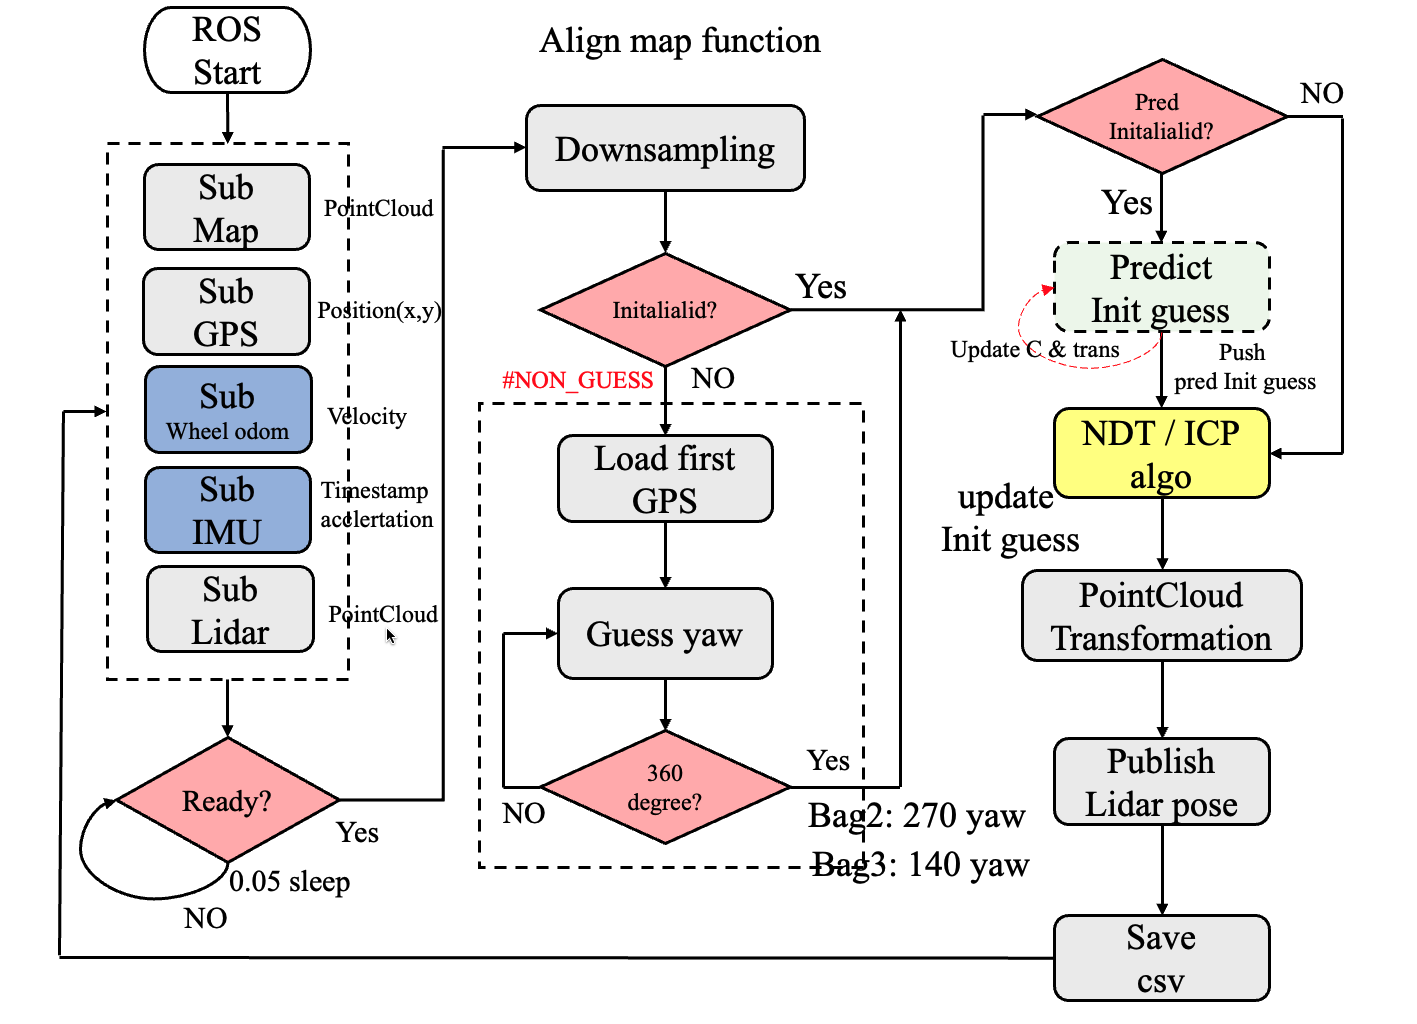 ROS
Start
Sub
Map
PointCloud
Sub
GPS
Position(x,y)
Sub
Wheel odom
Velocity
Sub
IMU
Timestamp
acclertation
Sub
Lidar
PointCloud
Ready?
Yes
0.05 sleep
NO
Align map function
Downsampling
Initalialid?
Yes
#NON_GUESS
NO
Load first
GPS
Guess yaw
360
degree?
Yes
NO
Bag2: 270 yaw
Bag3: 140 yaw
Pred
Initalialid?
NO
Yes
Predict
Init guess
Update C & trans
Push
pred Init guess
NDT / ICP
algo
update
Init guess
PointCloud
Transformation
Publish
Lidar pose
Save
csv